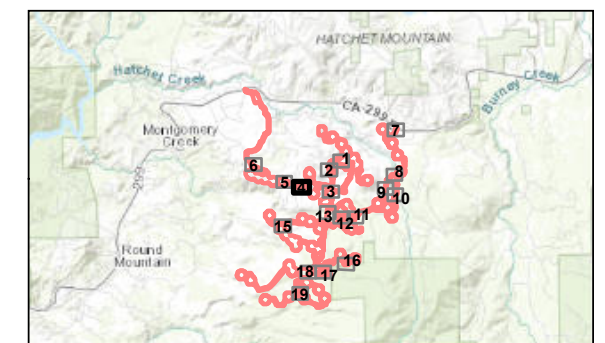 HATCHET MOUNTAIN
Hatchet Creek
Burney Creek
CA-299
Montgomery
Creek
299
7
1
6
2
8
5
4
3
9
10
13
11
12
15
Round
Mountain
16
18
17
19